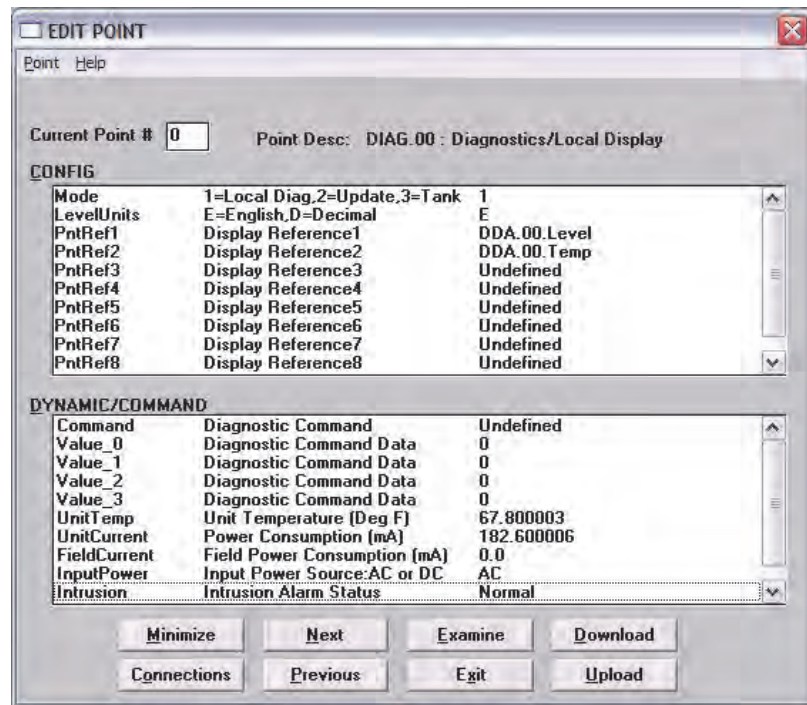 EDIT POINT
Point Help
Current Point # 0 Point Desc: DIAG.00 : Diagnostics/Local Display
CONFIG
Mode 1=Local Diag,2=Update,3=Tank 1
LevelUnits E=English,D=Decimal E
PntRef1 Display Reference1 DDA.00.Level
PntRef2 Display Reference2 DDA.00.Temp
PntRef3 Display Reference3 Undefined
PntRef4 Display Reference4 Undefined
PntRef5 Display Reference5 Undefined
PntRef6 Display Reference6 Undefined
PntRef7 Display Reference7 Undefined
PntRef8 Display Reference8 Undefined
DYNAMIC/COMMAND
Command Diagnostic Command Undefined
Value_0 Diagnostic Command Data 0
Value_1 Diagnostic Command Data 0
Value_2 Diagnostic Command Data 0
Value_3 Diagnostic Command Data 0
UnitTemp Unit Temperature (Deg F) 67.800003
UnitCurrent Power Consumption (mA) 182.600006
FieldCurrent Field Power Consumption (mA) 0.0
InputPower Input Power Source:AC or DC AC
Intrusion Intrusion Alarm Status Normal
Minimize Next Examine Download
Connections Previous Exit Upload